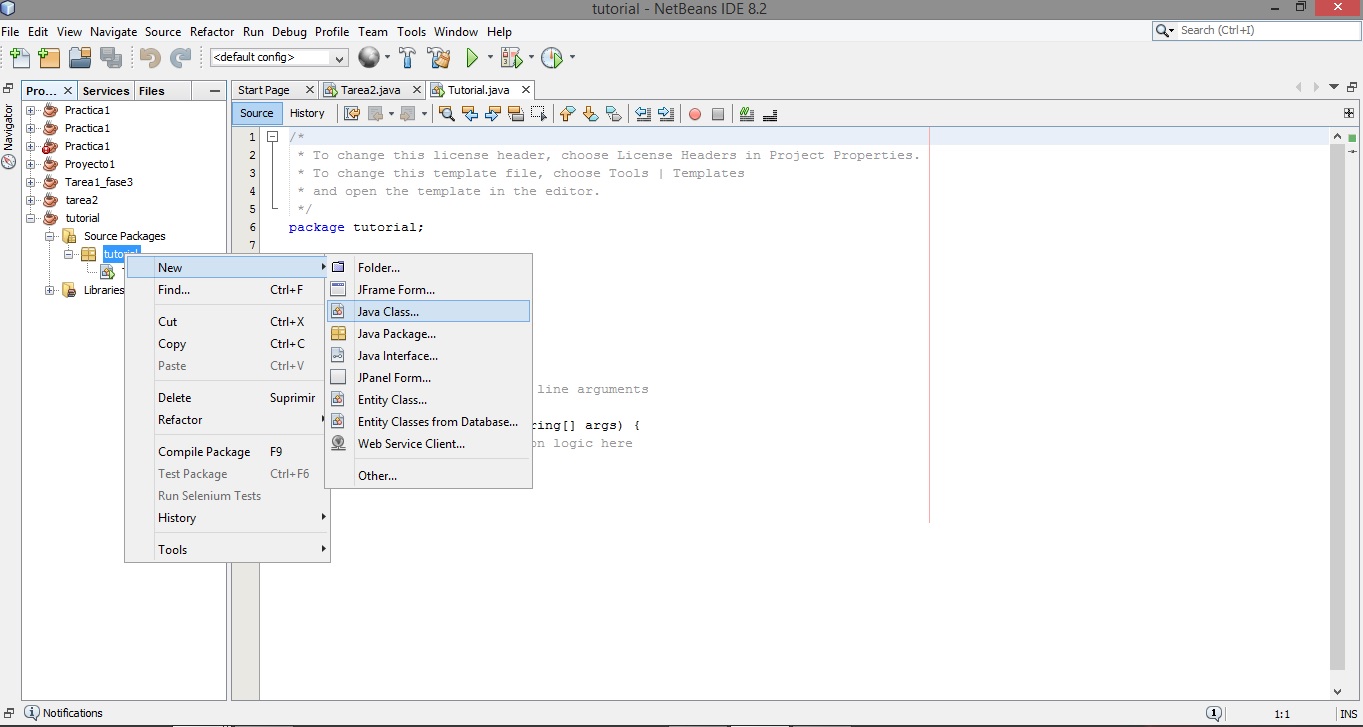 tutorial - NetBeans IDE 8.2
File Edit View Navigate Source Refactor Run Debug Profile Team Tools Window Help
Search (Ctrl+I)
<default config>
Pro... Services Files
Start Page Tarea2.java Tutorial.java
Source History
Navigator
Practica1
Practica1
Practica1
Proyecto1
Tarea1_fase3
tarea2
tutorial
Source Packages
tutorial
Libraries
1 /*
2 * To change this license header, choose License Headers in Project Properties.
3 * To change this template file, choose Tools | Templates
4 * and open the template in the editor.
5 */
6 package tutorial;
7
line arguments
ring[] args) {
on logic here
New
Find... Ctrl+F
Cut Ctrl+X
Copy Ctrl+C
Paste Ctrl+V
Delete Suprimir
Refactor
Compile Package F9
Test Package Ctrl+F6
Run Selenium Tests
History
Tools
Folder...
JFrame Form...
Java Class...
Java Package...
Java Interface...
JPanel Form...
Entity Class...
Entity Classes from Database...
Web Service Client...
Other...
Notifications
1
1:1
INS